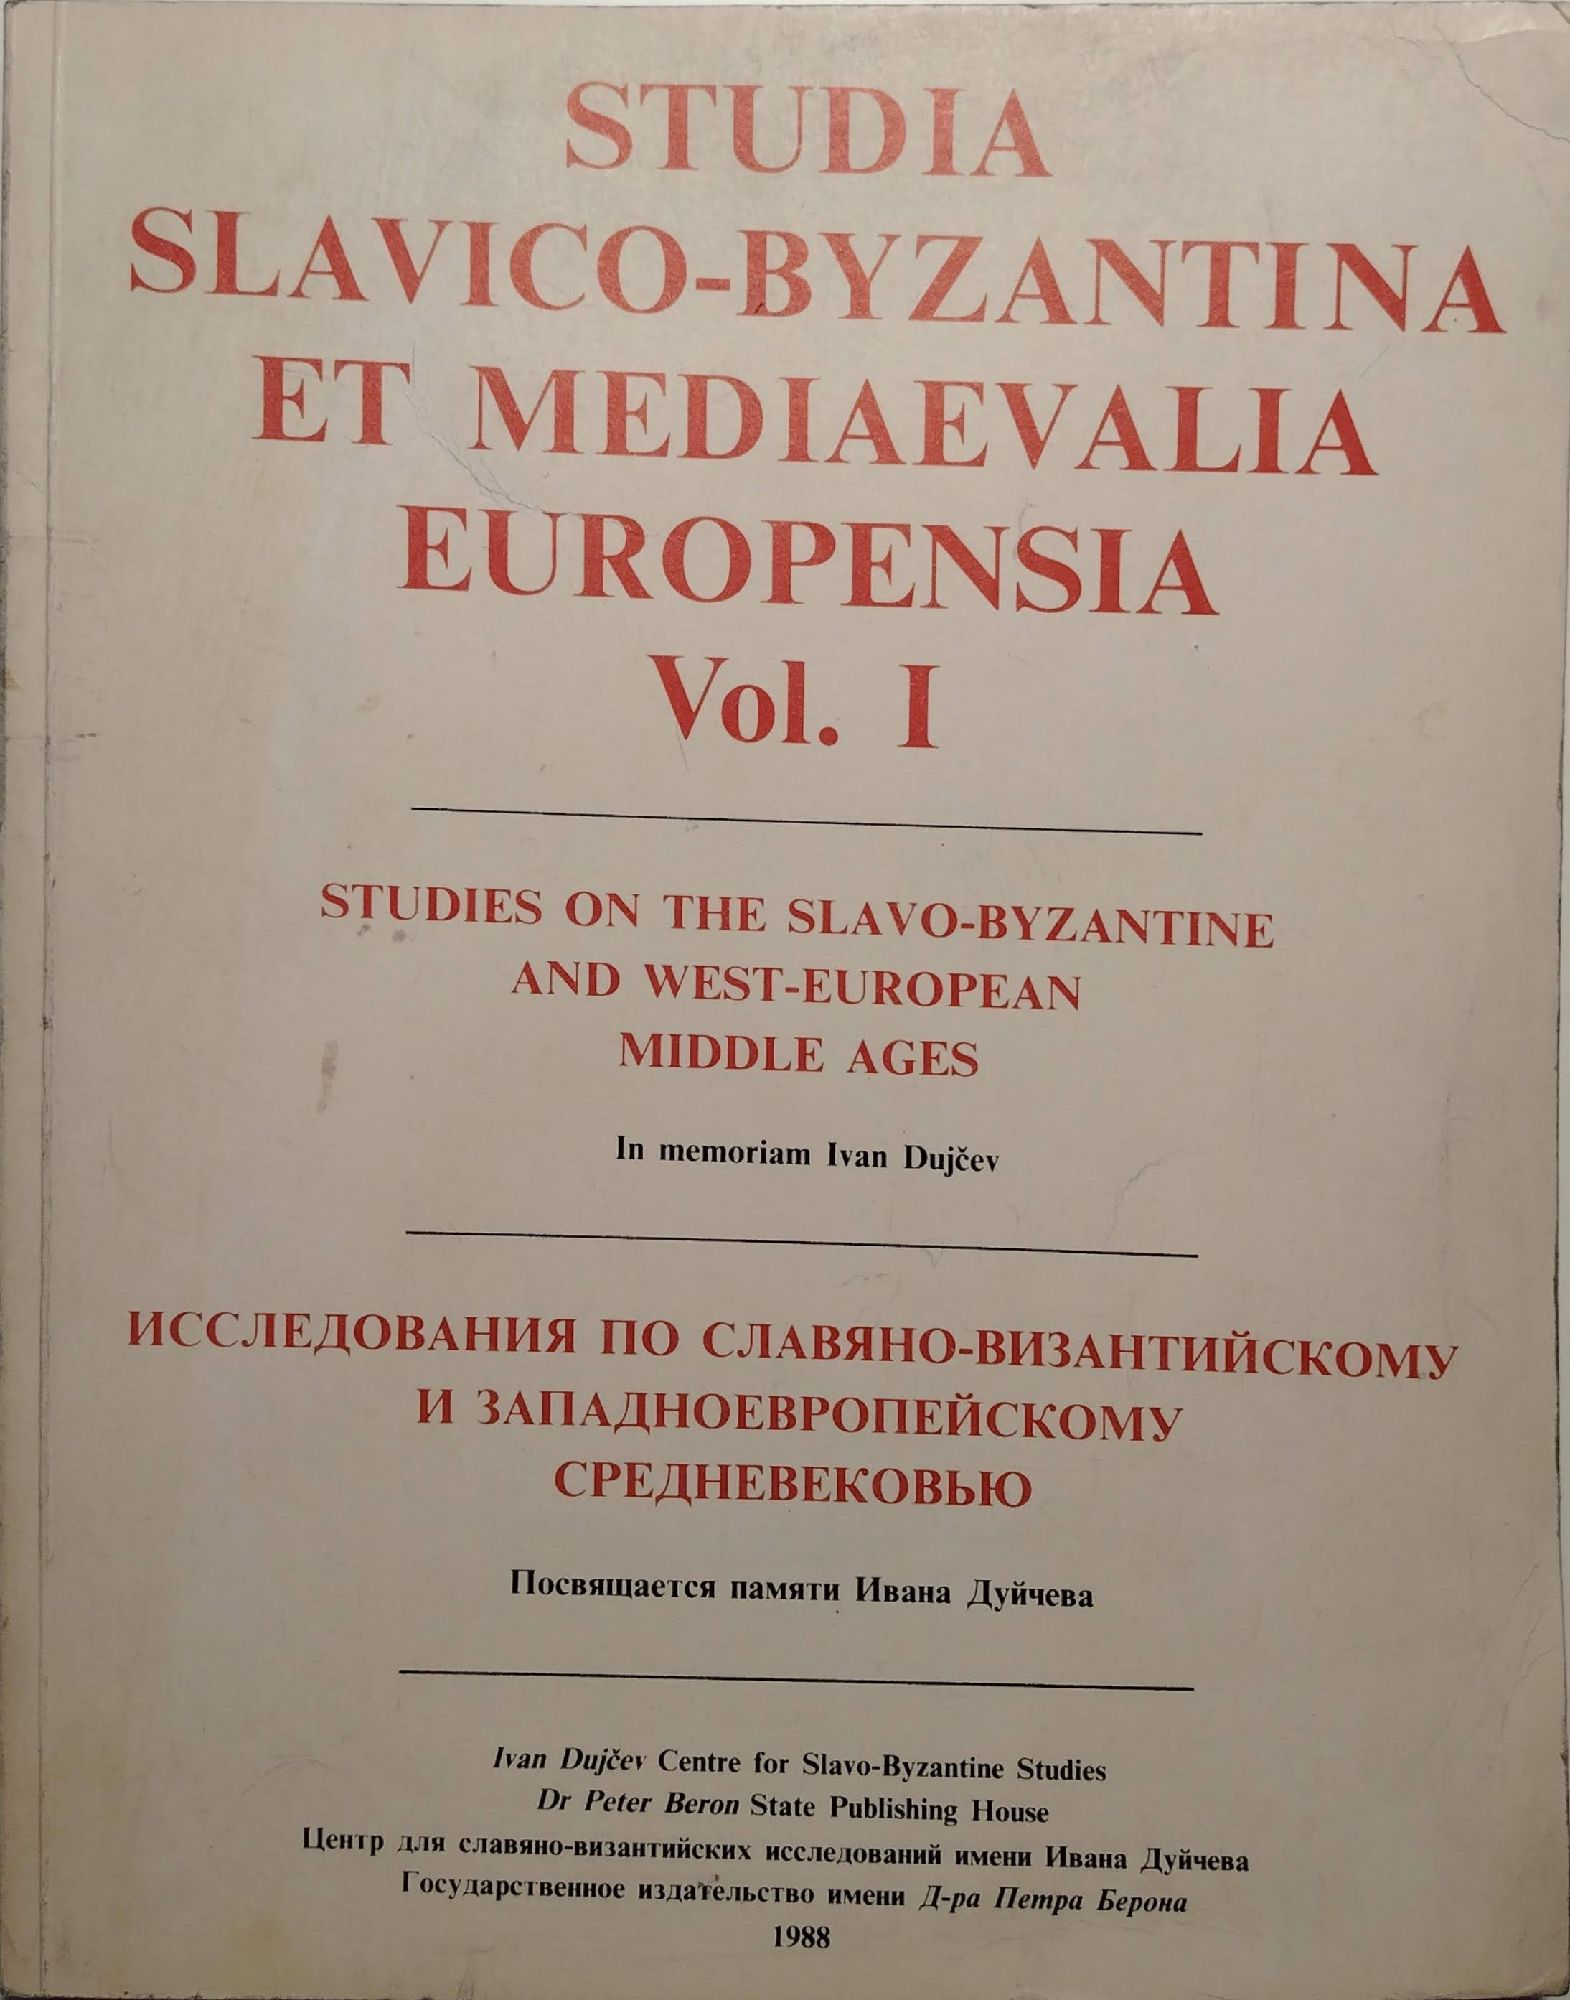 STUDIA
SLAVICO-BYZANTINA
ET MEDIAEVALIA
EUROPENSIA
Vol. I
STUDIES ON THE SLAVO-BYZANTINE
AND WEST-EUROPEAN
MIDDLE AGES
In memoriam Ivan Dujčev
ИССЛЕДОВАНИЯ ПО СЛАВЯНО-ВИЗАНТИЙСКОМУ
И ЗАПАДНОЕВРОПЕЙСКОМУ
СРЕДНЕВЕКОВЬЮ
Посвящается памяти Ивана Дуйчева
Ivan Dujčev Centre for Slavo-Byzantine Studies
Dr Peter Beron State Publishing House
Центр для славяно-византийских исследований имени Ивана Дуйчева
Государственное издательство имени Д-ра Петра Берона
1988